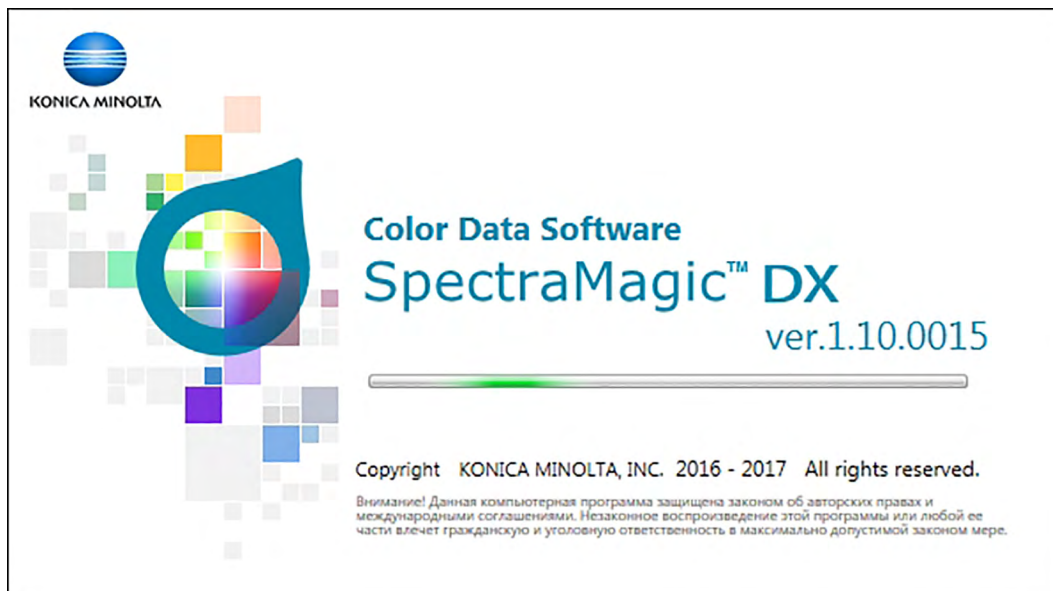 KONICA MINOLTA
Color Data Software
SpectraMagic™ DX
ver.1.10.0015
Copyright KONICA MINOLTA, INC. 2016 - 2017 All rights reserved.
Внимание! Данная компьютерная программа защищена законом об авторских правах и
международными соглашениями. Незаконное воспроизведение этой программы или любой ее
части влечет гражданскую и уголовную ответственность в максимально допустимой законом мере.